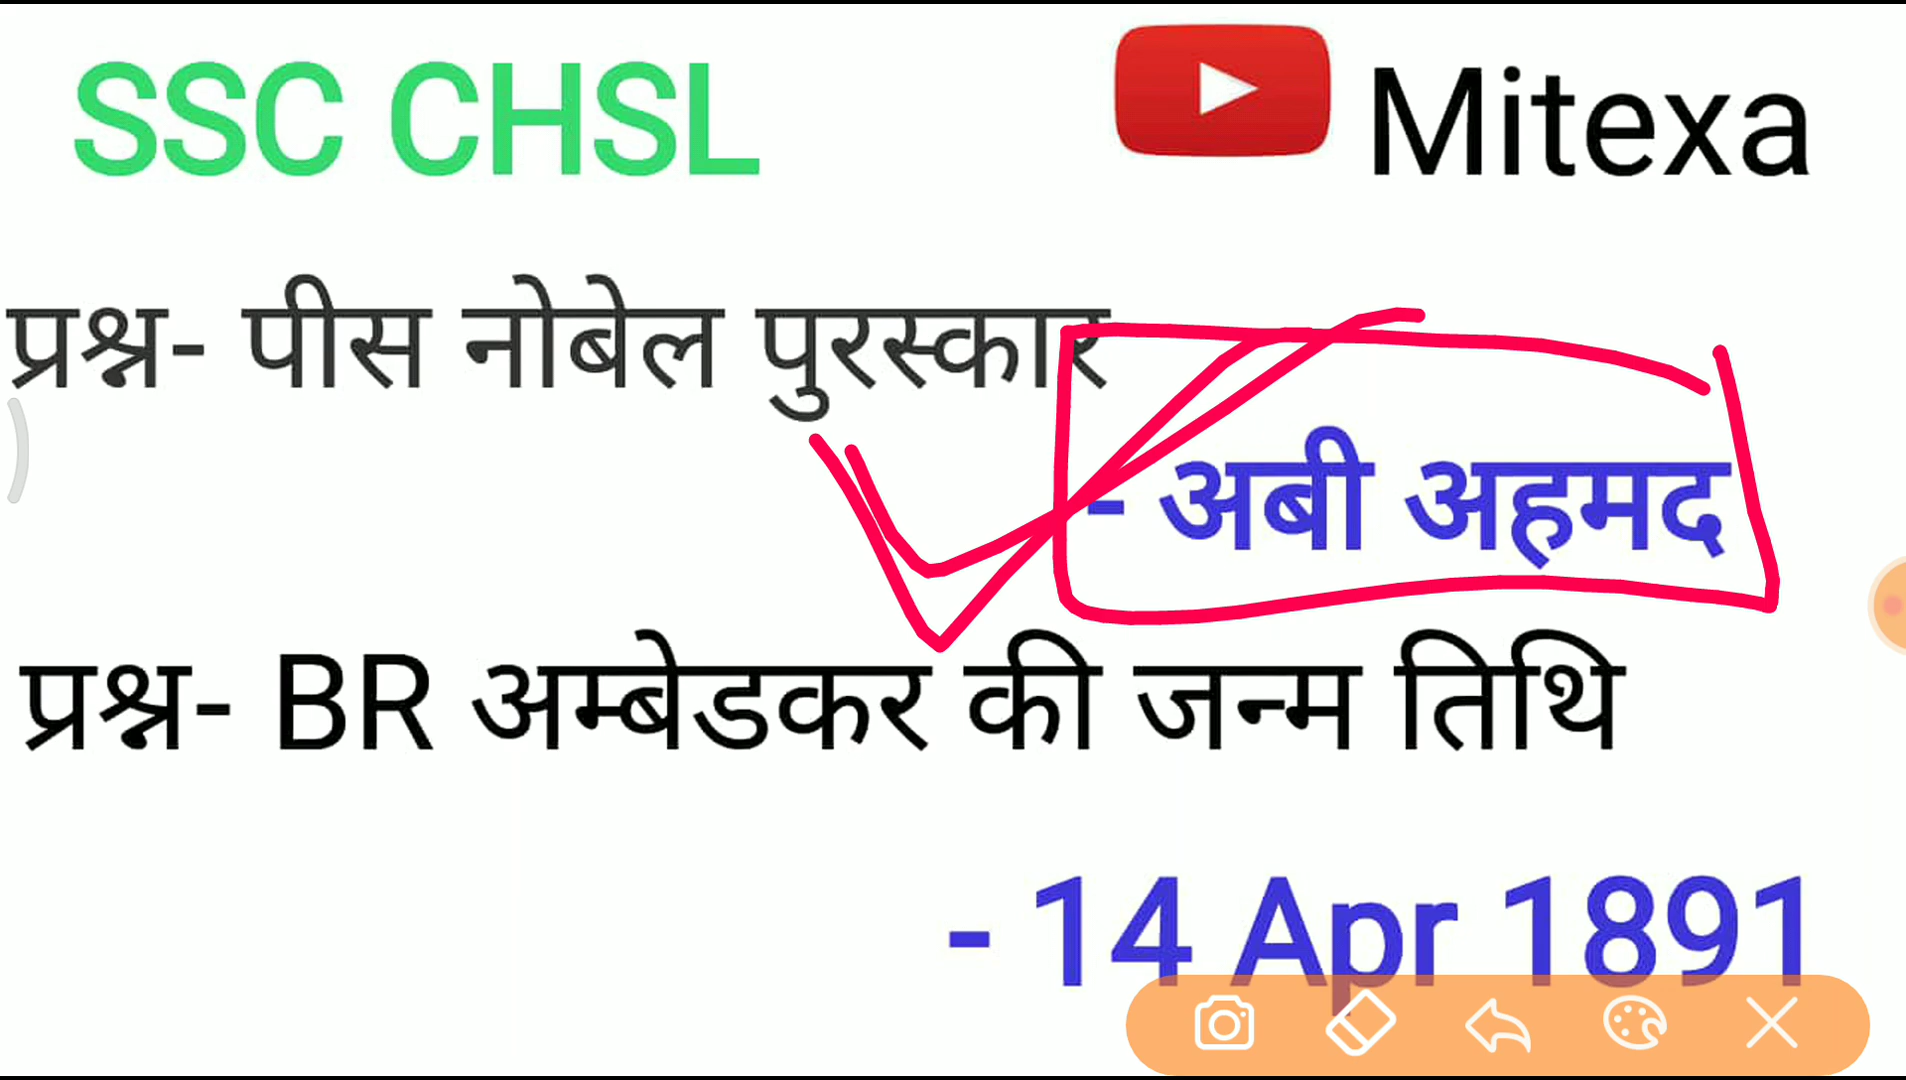 SSC CHSL
Mitexa
प्रश्न- पीस नोबेल पुरस्कार
- अबी अहमद
प्रश्न- BR अम्बेडकर की जन्म तिथि
- 14 Apr 1891